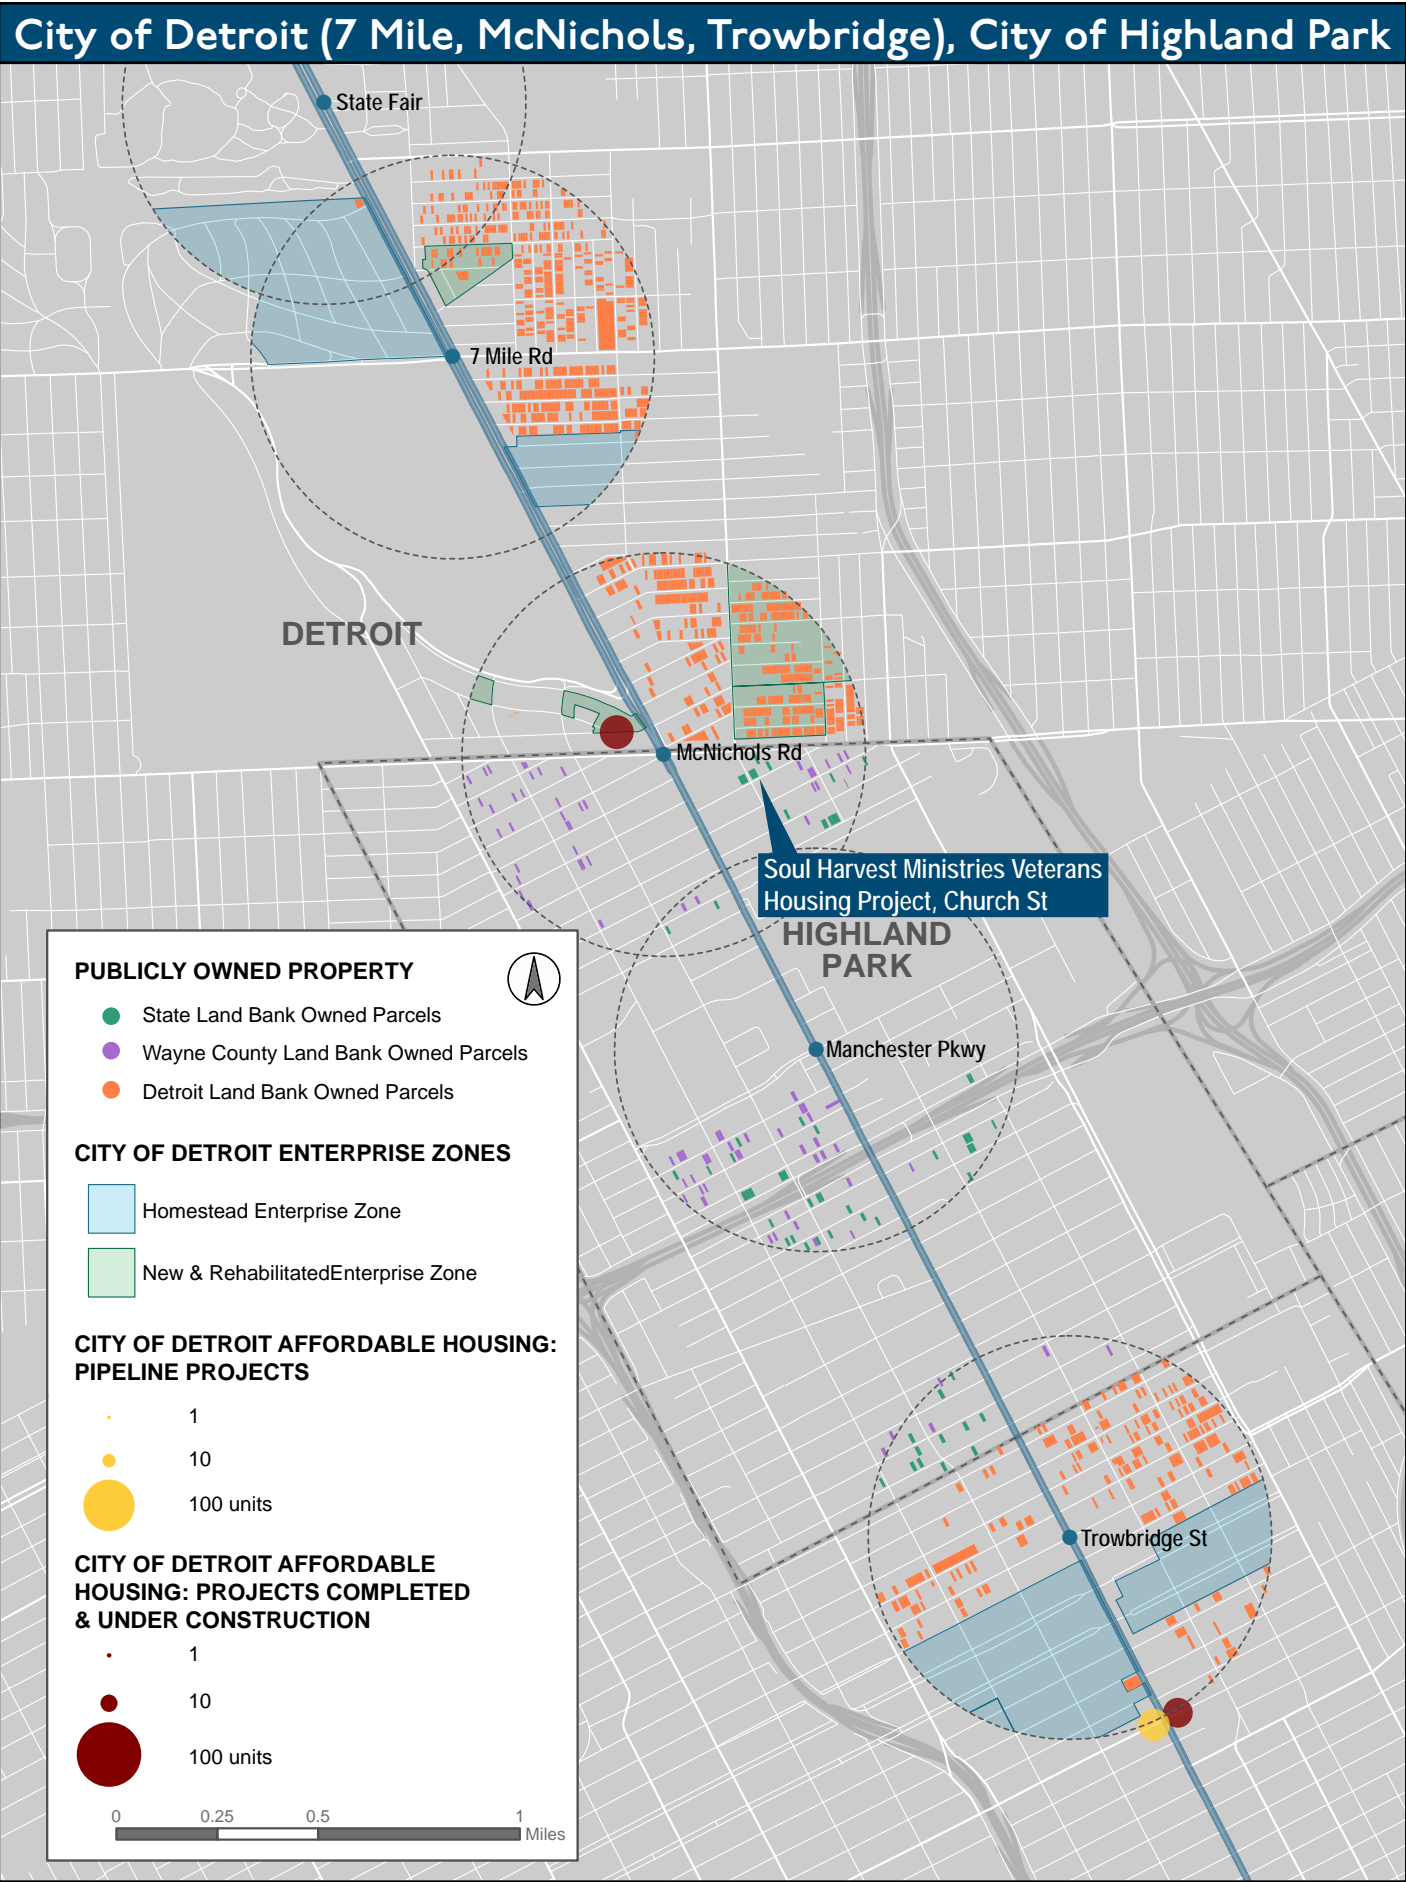 City of Detroit (7 Mile, McNichols, Trowbridge), City of Highland Park
State Fair
7 Mile Rd
DETROIT
McNichols Rd
Soul Harvest Ministries Veterans
Housing Project, Church St
HIGHLAND
PARK
Manchester Pkwy
Trowbridge St
PUBLICLY OWNED PROPERTY
State Land Bank Owned Parcels
Wayne County Land Bank Owned Parcels
Detroit Land Bank Owned Parcels
CITY OF DETROIT ENTERPRISE ZONES
Homestead Enterprise Zone
New & RehabilitatedEnterprise Zone
CITY OF DETROIT AFFORDABLE HOUSING:
PIPELINE PROJECTS
1
10
100 units
CITY OF DETROIT AFFORDABLE
HOUSING: PROJECTS COMPLETED
& UNDER CONSTRUCTION
1
10
100 units
0 0.25 0.5 1
Miles